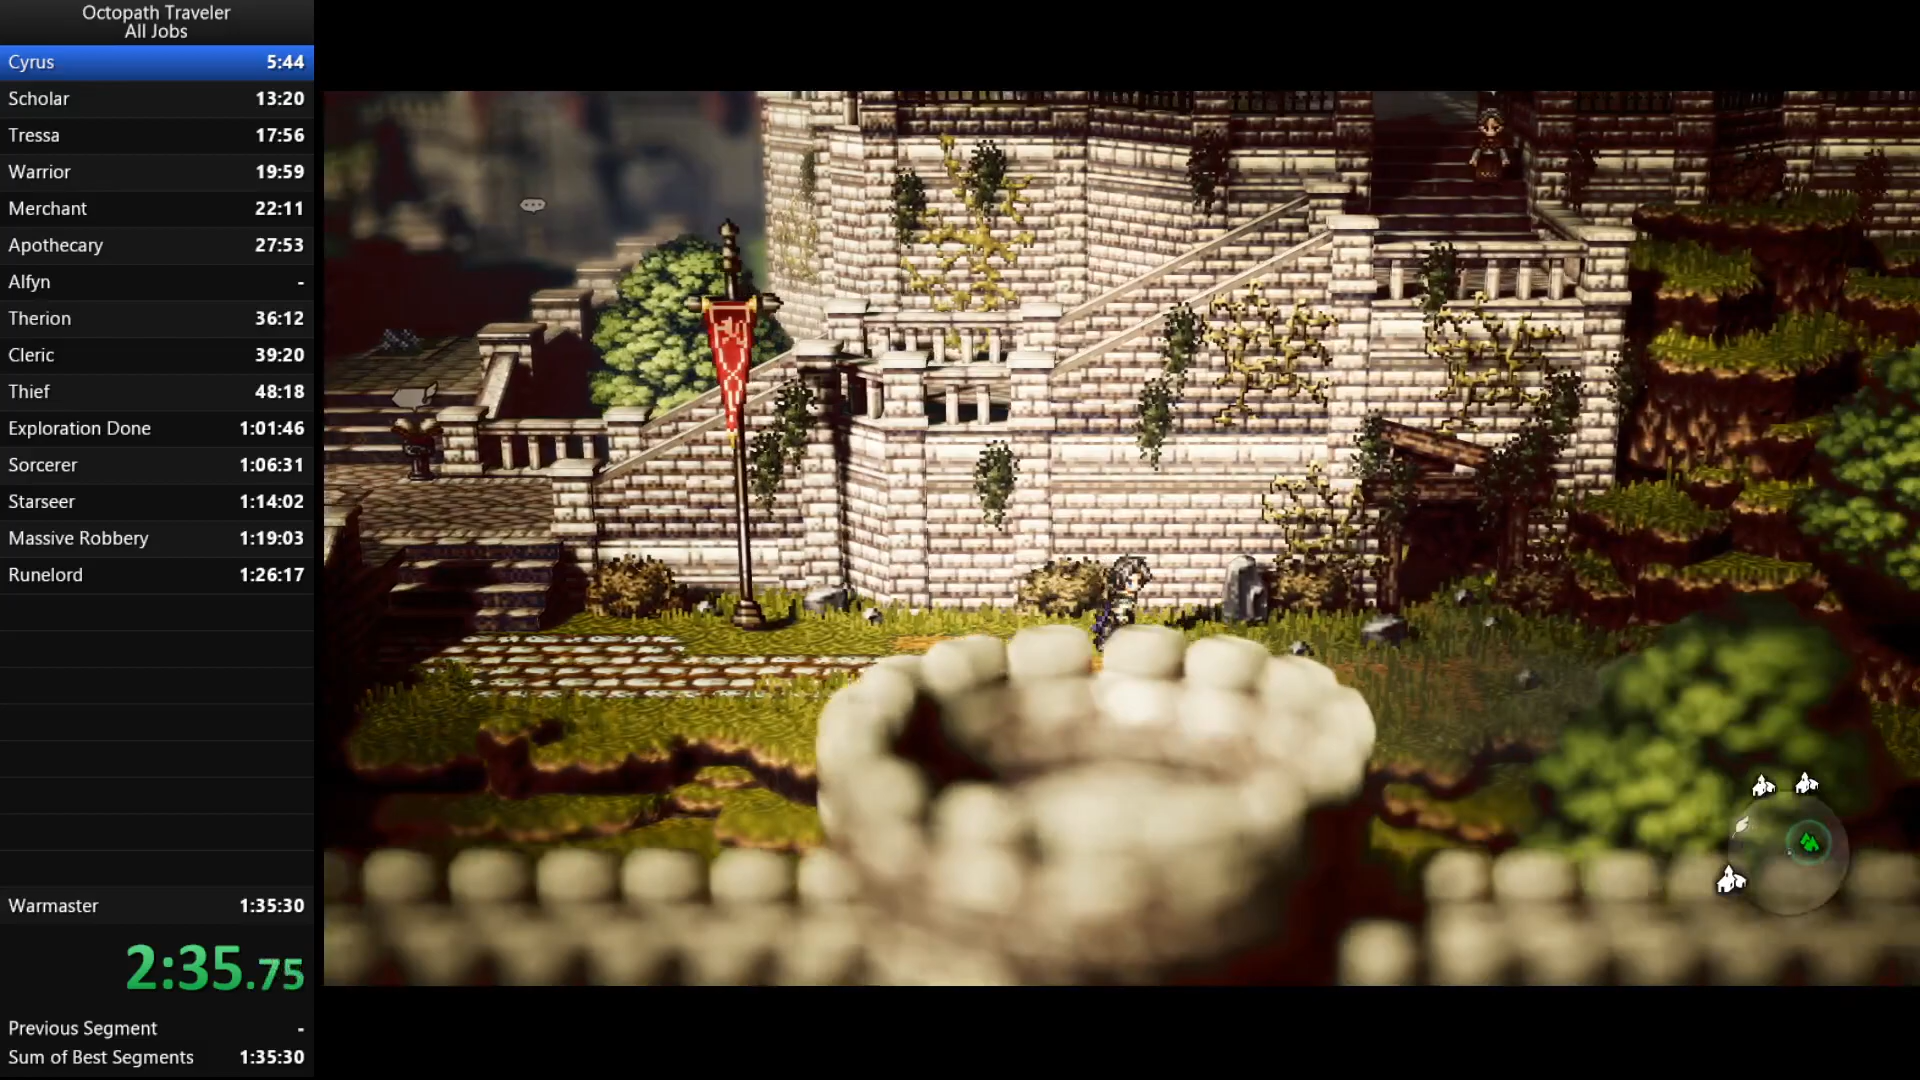 Octopath Traveler
All Jobs
Cyrus 5:44
Scholar 13:20
Tressa 17:56
Warrior 19:59
Merchant 22:11
Apothecary 27:53
Alfyn -
Therion 36:12
Cleric 39:20
Thief 48:18
Exploration Done 1:01:46
Sorcerer 1:06:31
Starseer 1:14:02
Massive Robbery 1:19:03
Runelord 1:26:17
Warmaster 1:35:30
2:35.75
Previous Segment -
Sum of Best Segments 1:35:30